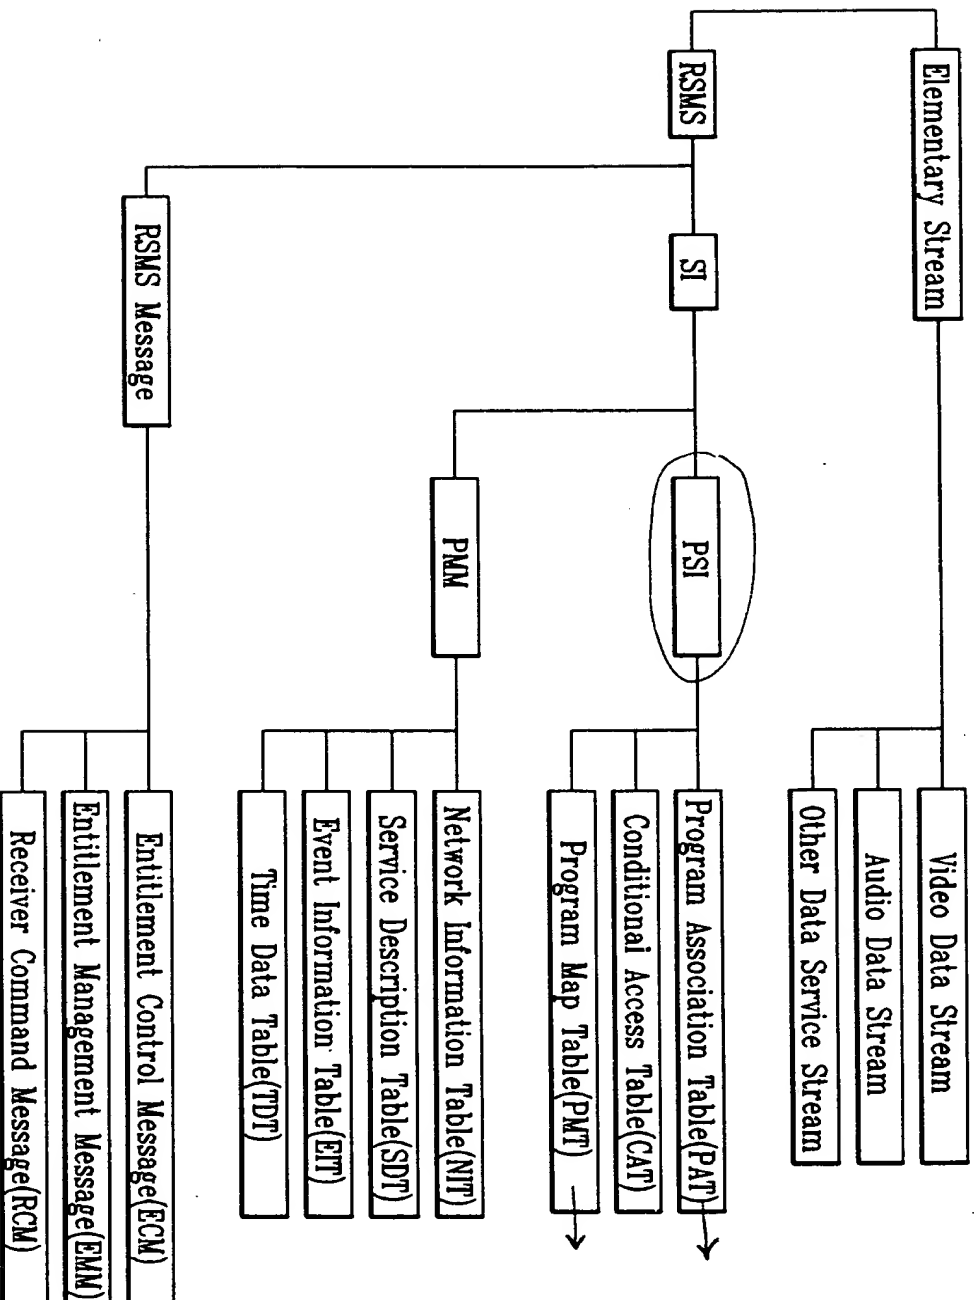 Elementary Stream
Video Data Stream
Audio Data Stream
Other Data Service Stream
RSMS
SI
PSI
Program Association Table(PAT)
Conditional Access Table(CAT)
Program Map Table(PMT)
PMM
Network Information Table(NIT)
Service Description Table(SDT)
Event Information Table(EIT)
Time Data Table(TDT)
RSMS Message
Entitlement Control Message(ECM)
Entitlement Management Message(EMM)
Receiver Command Message(RCM)